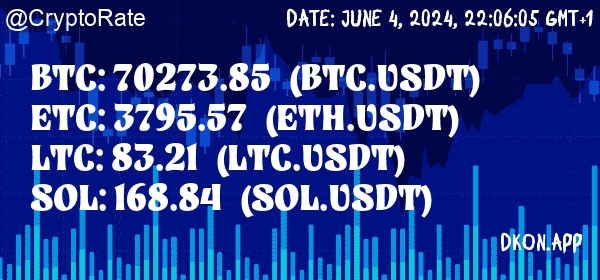 @CryptoRate
DATE: JUNE 4, 2024, 22:06:05 GMT+1
BTC: 70273.85 (BTC.USDT)
ETC: 3795.57 (ETH.USDT)
LTC: 83.21 (LTC.USDT)
SOL: 168.84 (SOL.USDT)
DKON.APP